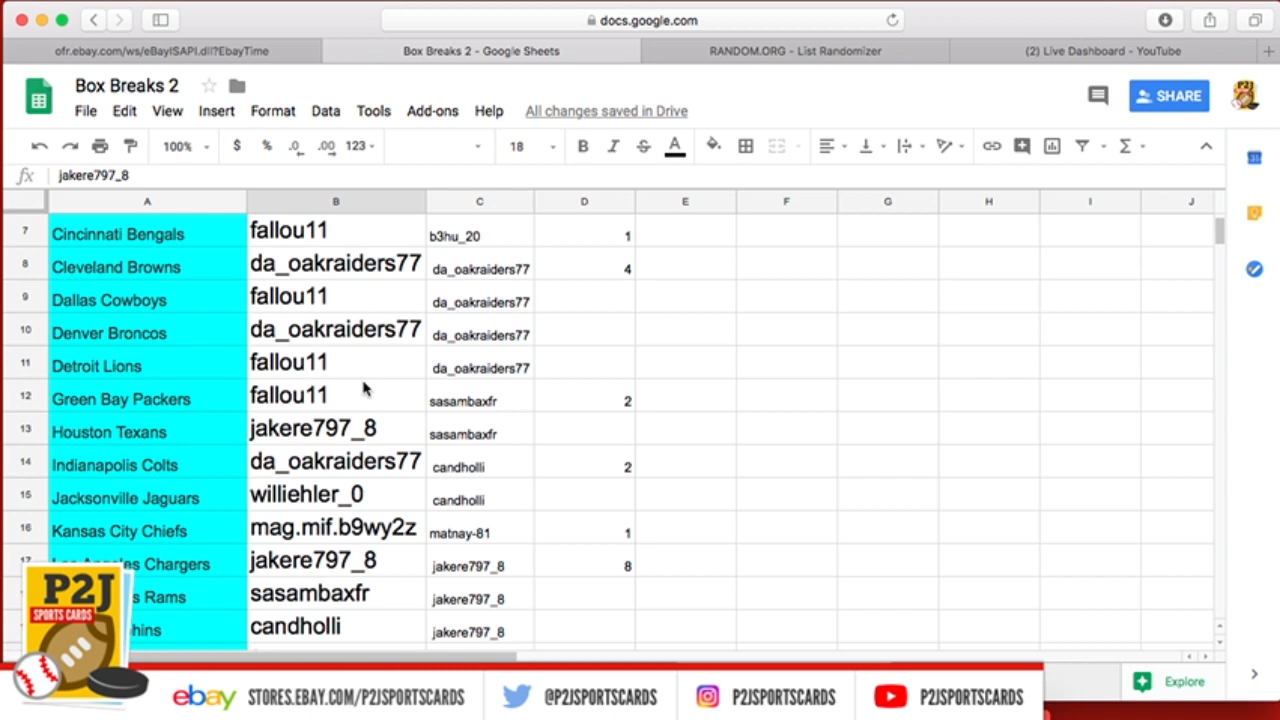 docs.google.com
ofr.ebay.com/ws/eBayISAPI.dll?EbayTime
Box Breaks 2 - Google Sheets
RANDOM.ORG - List Randomizer
(2) Live Dashboard - YouTube
Box Breaks 2
File Edit View Insert Format Data Tools Add-ons Help All changes saved in Drive
SHARE
100% $ % .0 .00 123 18 B I S A
fx jakere797_8
A B C D E F G H I J
7 Cincinnati Bengals fallou11 b3hu_20 1
8 Cleveland Browns da_oakraiders77 da_oakraiders77 4
9 Dallas Cowboys fallou11 da_oakraiders77
10 Denver Broncos da_oakraiders77 da_oakraiders77
11 Detroit Lions fallou11 da_oakraiders77
12 Green Bay Packers fallou11 sasambaxfr 2
13 Houston Texans jakere797_8 sasambaxfr
14 Indianapolis Colts da_oakraiders77 candholli 2
15 Jacksonville Jaguars williehler_0 candholli
16 Kansas City Chiefs mag.mif.b9wy2z matnay-81 1
17 Los Angeles Chargers jakere797_8 jakere797_8 8
s Rams sasambaxfr jakere797_8
hins candholli jakere797_8
P2J
SPORTS CARDS
ebay STORES.EBAY.COM/P2JSPORTSCARDS @P2JSPORTSCARDS P2JSPORTSCARDS P2JSPORTSCARDS
Explore